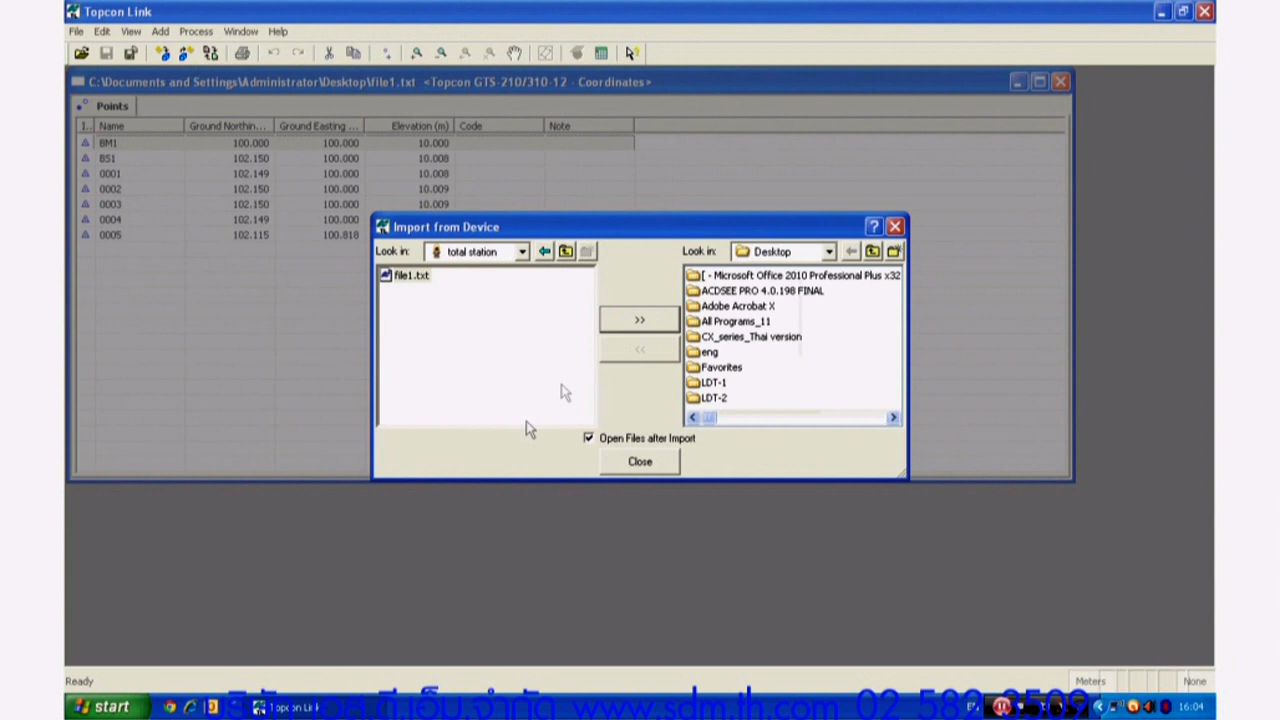 Topcon Link
File Edit View Add Process Window Help
C:\Documents and Settings\Administrator\Desktop\file1.txt <Topcon GTS-210/310-12 - Coordinates>
Points
1.. Name Ground Northin... Ground Easting ... Elevation (m) Code Note
BM1 100.000 100.000 10.000
BS1 102.150 100.000 10.008
0001 102.149 100.000 10.008
0002 102.150 100.000 10.009
0003 102.150 100.000 10.009
0004 102.149 100.000
0005 102.115 100.818
Import from Device
Look in: total station Look in: Desktop
file1.txt
[ - Microsoft Office 2010 Professional Plus x32
ACDSEE PRO 4.0.198 FINAL
Adobe Acrobat X
All Programs_11
CX_series_Thai version
eng
Favorites
LDT-1
LDT-2
>>
<<
Open Files after Import
Close
Ready Meters None
start Topcon Link 16:04
www.sdm.th.com 02-582-2509